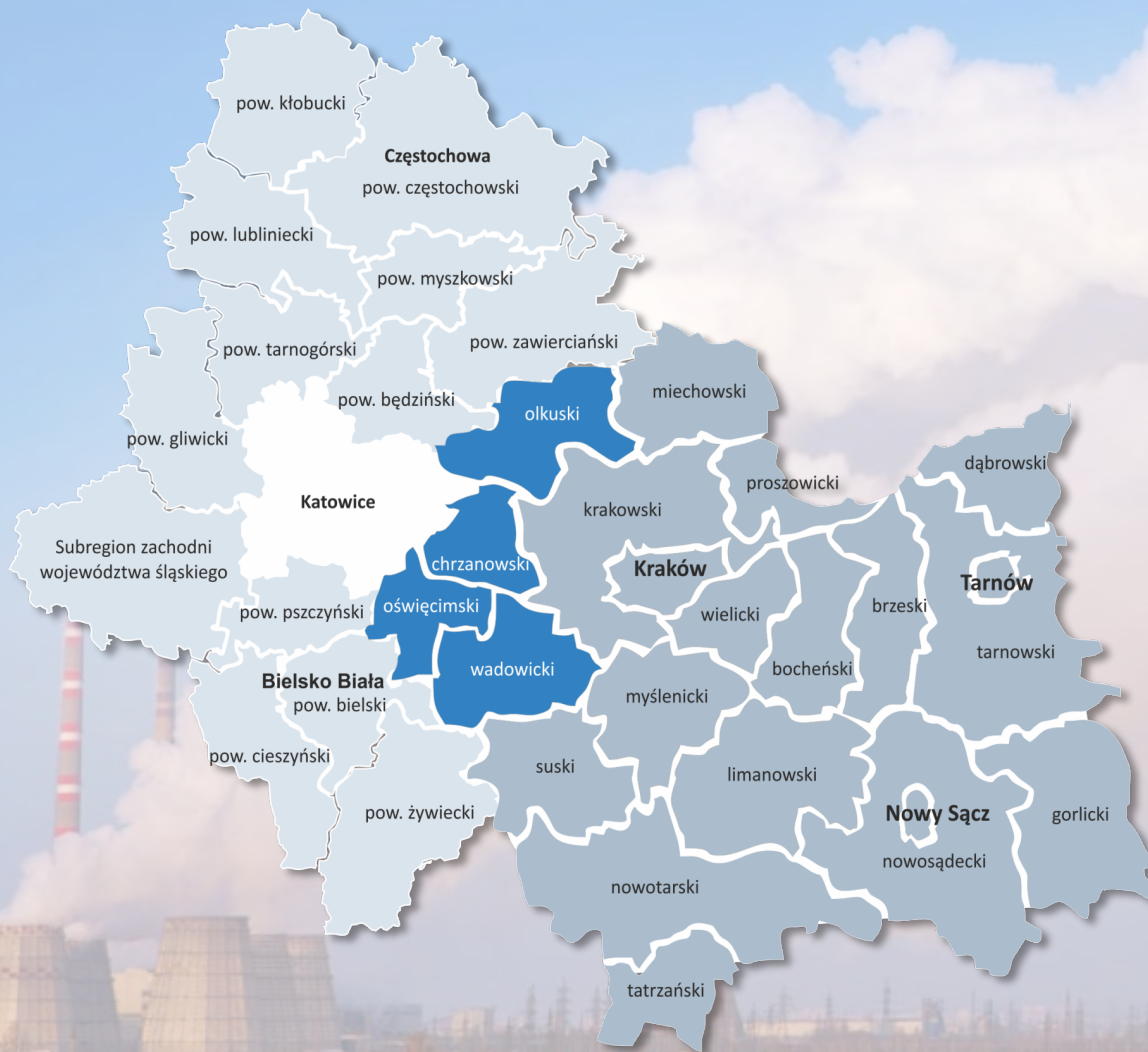 pow. kłobucki
Częstochowa
pow. częstochowski
pow. lubliniecki
pow. myszkowski
pow. tarnogórski
pow. zawierciański
pow. będziński
olkuski
miechowski
pow. gliwicki
dąbrowski
proszowicki
Katowice
krakowski
Subregion zachodni
województwa śląskiego
chrzanowski
Kraków
Tarnów
pow. pszczyński
oświęcimski
wielicki
brzeski
tarnowski
wadowicki
bocheński
Bielsko Biała
pow. bielski
myślenicki
pow. cieszyński
suski
limanowski
pow. żywiecki
Nowy Sącz
gorlicki
nowosądecki
nowotarski
tatrzański